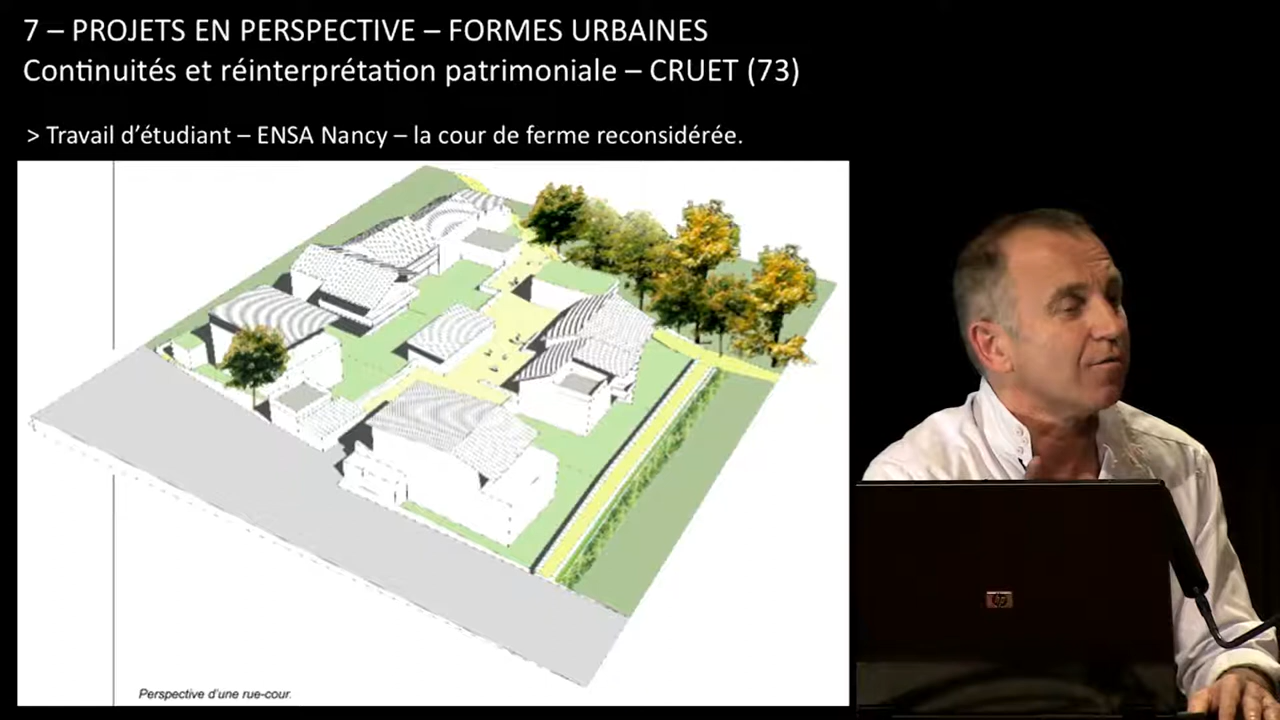 7 – PROJETS EN PERSPECTIVE – FORMES URBAINES
Continuités et réinterprétation patrimoniale – CRUET (73)
> Travail d’étudiant – ENSA Nancy – la cour de ferme reconsidérée.
Perspective d'une rue-cour.
hp